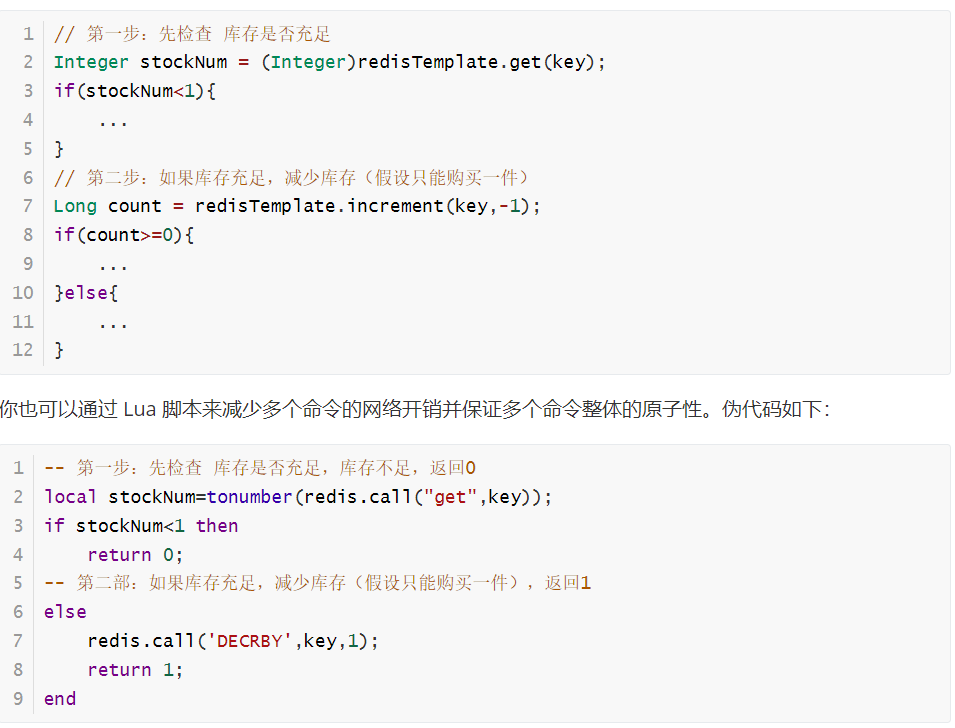 1 // 第一步：先检查 库存是否充足
2 Integer stockNum = (Integer)redisTemplate.get(key);
3 if(stockNum<1){
4     ...
5 }
6 // 第二步：如果库存充足，减少库存（假设只能购买一件）
7 Long count = redisTemplate.increment(key,-1);
8 if(count>=0){
9     ...
10 }else{
11     ...
12 }
你也可以通过 Lua 脚本来减少多个命令的网络开销并保证多个命令整体的原子性。伪代码如下：
1 -- 第一步：先检查 库存是否充足，库存不足，返回0
2 local stockNum=tonumber(redis.call("get",key));
3 if stockNum<1 then
4     return 0;
5 -- 第二部：如果库存充足，减少库存（假设只能购买一件），返回1
6 else
7     redis.call('DECRBY',key,1);
8     return 1;
9 end